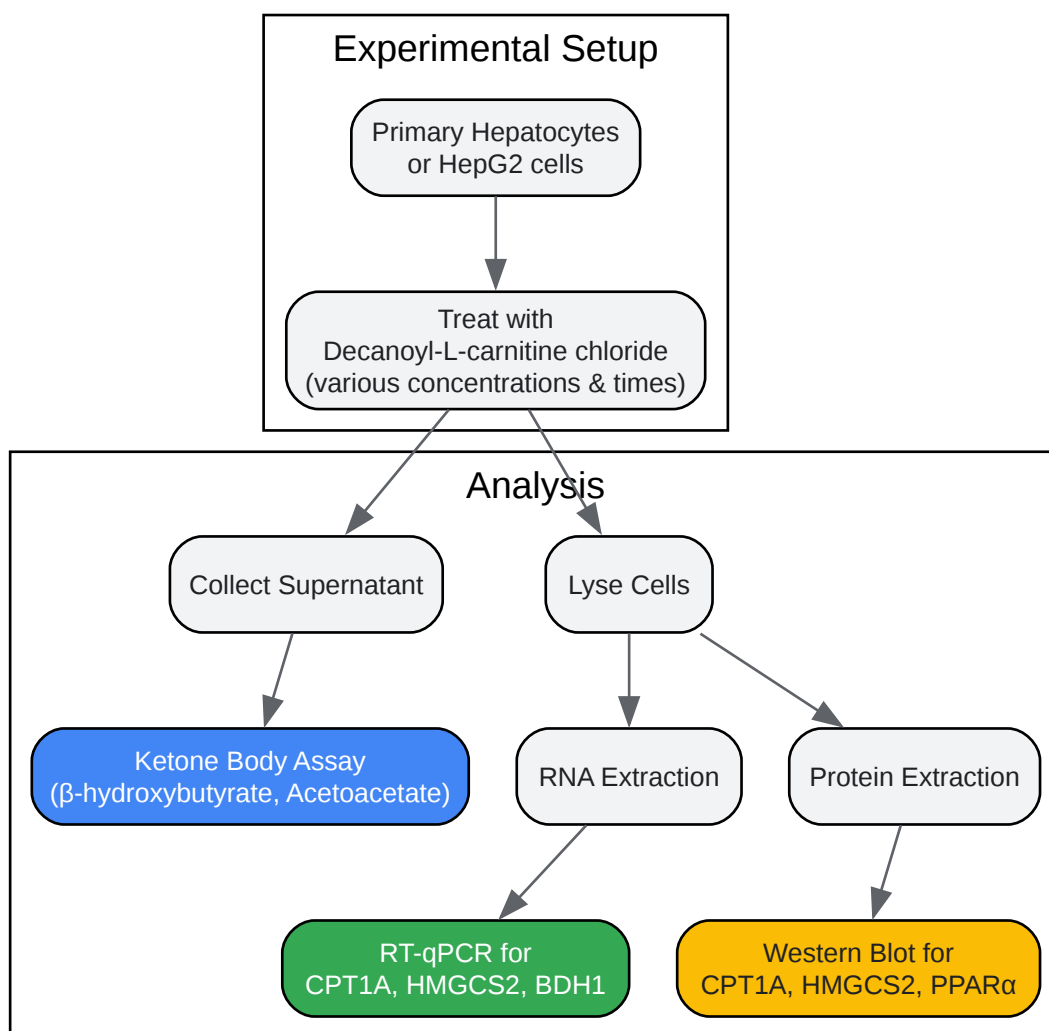 Experimental Setup
Primary Hepatocytes
or HepG2 cells
Treat with
Decanoyl-L-carnitine chloride
(various concentrations & times)
Analysis
Collect Supernatant
Lyse Cells
Ketone Body Assay
(β-hydroxybutyrate, Acetoacetate)
RNA Extraction
Protein Extraction
RT-qPCR for
CPT1A, HMGCS2, BDH1
Western Blot for
CPT1A, HMGCS2, PPARα